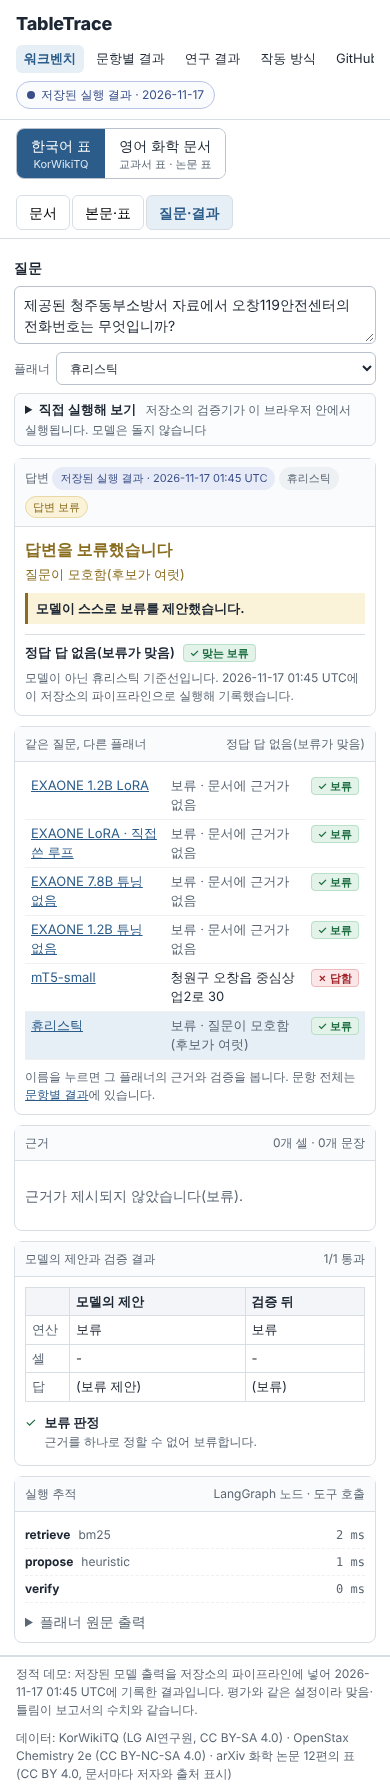 TableTrace
워크벤치 문항별 결과 연구 결과 작동 방식 GitHub
저장된 실행 결과 · 2026-11-17
한국어 표 영어 화학 문서
KorWikiTQ 교과서 표 · 논문 표
문서 본문·표 질문·결과
질문
제공된 청주동부소방서 자료에서 오창119안전센터의
전화번호는 무엇입니까?
플래너 휴리스틱
▶ 직접 실행해 보기 저장소의 검증기가 이 브라우저 안에서
실행됩니다. 모델은 돌지 않습니다
답변 저장된 실행 결과 · 2026-11-17 01:45 UTC 휴리스틱
답변 보류
답변을 보류했습니다
질문이 모호함(후보가 여럿)
모델이 스스로 보류를 제안했습니다.
정답 답 없음(보류가 맞음) ✓ 맞는 보류
모델이 아닌 휴리스틱 기준선입니다. 2026-11-17 01:45 UTC에
이 저장소의 파이프라인으로 실행해 기록했습니다.
같은 질문, 다른 플래너 정답 답 없음(보류가 맞음)
EXAONE 1.2B LoRA 보류 · 문서에 근거가 ✓ 보류
없음
EXAONE LoRA · 직접 보류 · 문서에 근거가 ✓ 보류
쓴 루프 없음
EXAONE 7.8B 튜닝 보류 · 문서에 근거가 ✓ 보류
없음 없음
EXAONE 1.2B 튜닝 보류 · 문서에 근거가 ✓ 보류
없음 없음
mT5-small 청원구 오창읍 중심상 × 답함
업2로 30
휴리스틱 보류 · 질문이 모호함 ✓ 보류
(후보가 여럿)
이름을 누르면 그 플래너의 근거와 검증을 봅니다. 문항 전체는
문항별 결과에 있습니다.
근거 0개 셀 · 0개 문장
근거가 제시되지 않았습니다(보류).
모델의 제안과 검증 결과 1/1 통과
모델의 제안 검증 뒤
연산 보류 보류
셀 - -
답 (보류 제안) (보류)
✓ 보류 판정
근거를 하나로 정할 수 없어 보류합니다.
실행 추적 LangGraph 노드 · 도구 호출
retrieve bm25 2 ms
propose heuristic 1 ms
verify 0 ms
▶ 플래너 원문 출력
정적 데모: 저장된 모델 출력을 저장소의 파이프라인에 넣어 2026-
11-17 01:45 UTC에 기록한 결과입니다. 평가와 같은 설정이라 맞음·
틀림이 보고서의 수치와 같습니다.
데이터: KorWikiTQ (LG AI연구원, CC BY-SA 4.0) · OpenStax
Chemistry 2e (CC BY-NC-SA 4.0) · arXiv 화학 논문 12편의 표
(CC BY 4.0, 문서마다 저자와 출처 표시)